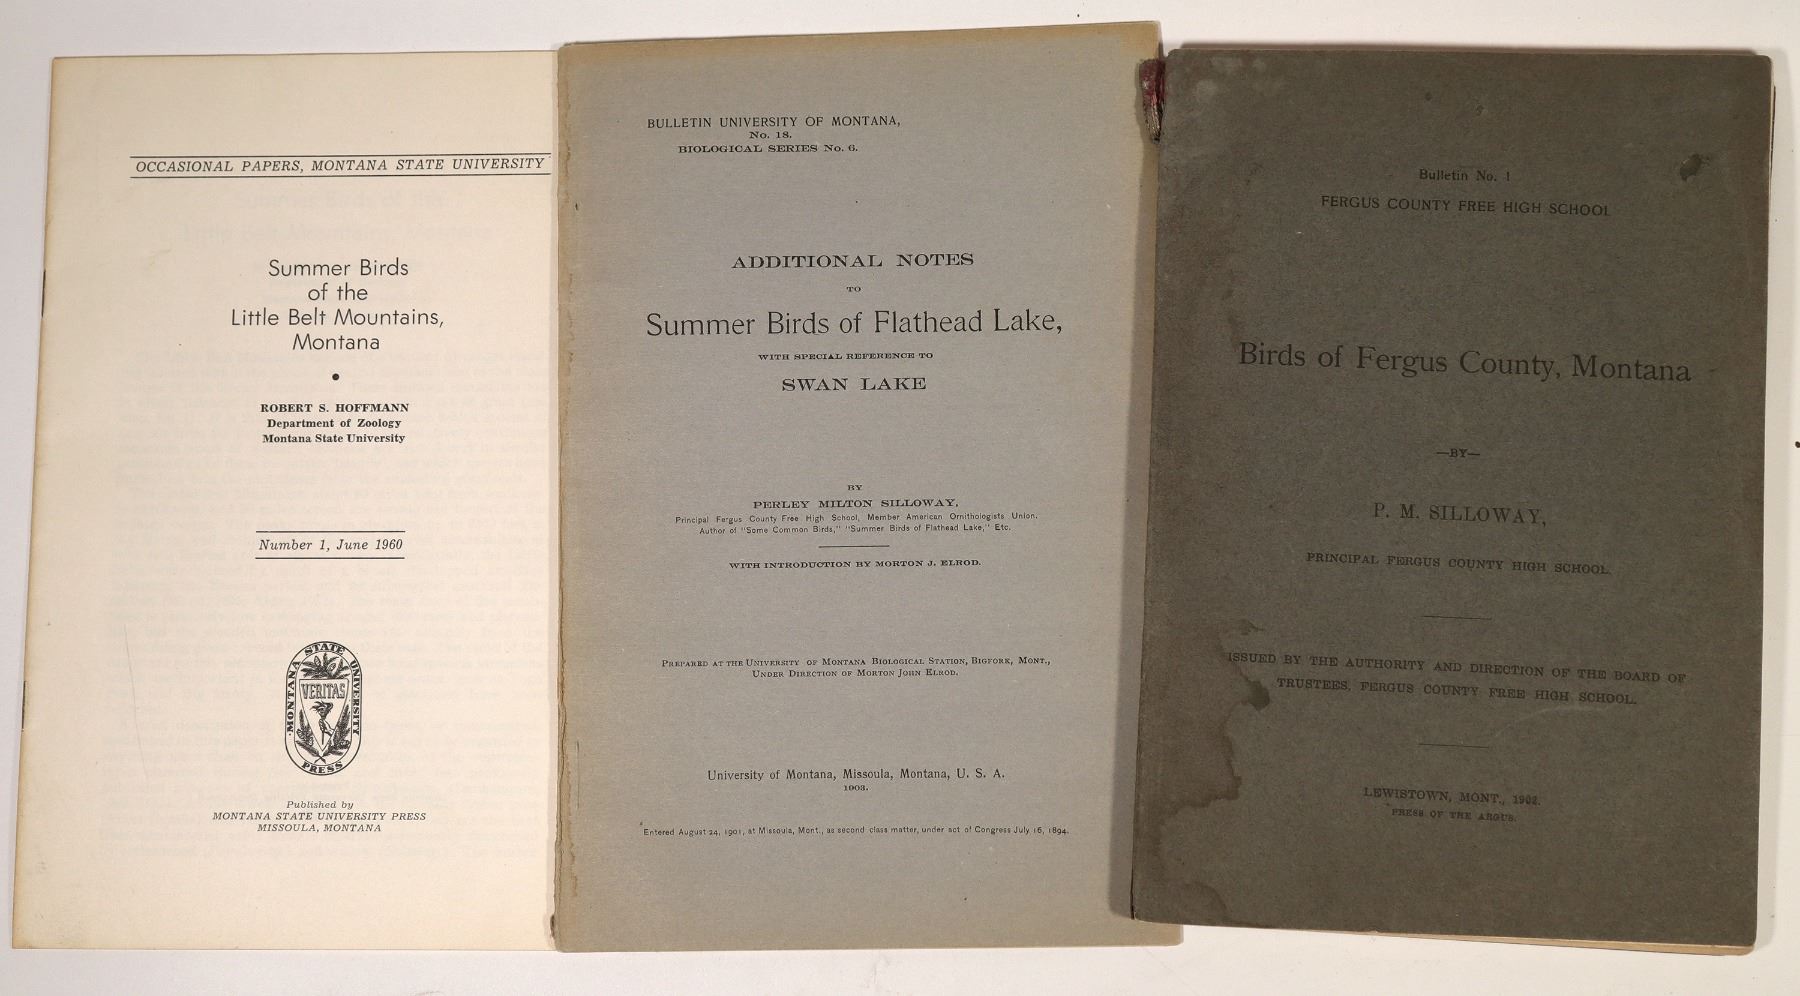 OCCASIONAL PAPERS, MONTANA STATE UNIVERSITY
Summer Birds
of the
Little Belt Mountains,
Montana
ROBERT S. HOFFMANN
Department of Zoology
Montana State University
Number 1, June 1960
MONTANA STATE UNIVERSITY
VERITAS
PRESS
Published by
MONTANA STATE UNIVERSITY PRESS
MISSOULA, MONTANA
BULLETIN UNIVERSITY OF MONTANA,
No. 18.
BIOLOGICAL SERIES No. 6.
ADDITIONAL NOTES
TO
Summer Birds of Flathead Lake,
WITH SPECIAL REFERENCE TO
SWAN LAKE
BY
PERLEY MILTON SILLOWAY,
Principal Fergus County Free High School, Member American Ornithologists Union.
Author of "Some Common Birds," "Summer Birds of Flathead Lake," Etc.
WITH INTRODUCTION BY MORTON J. ELROD.
PREPARED AT THE UNIVERSITY OF MONTANA BIOLOGICAL STATION, BIGFORK, MONT.,
UNDER DIRECTION OF MORTON JOHN ELROD.
University of Montana, Missoula, Montana, U. S. A.
1903.
Entered August 24, 1901, at Missoula, Mont., as second class matter, under act of Congress July 16, 1894.
Bulletin No. 1
FERGUS COUNTY FREE HIGH SCHOOL
Birds of Fergus County, Montana
—BY—
P. M. SILLOWAY,
PRINCIPAL FERGUS COUNTY HIGH SCHOOL.
ISSUED BY THE AUTHORITY AND DIRECTION OF THE BOARD OF
TRUSTEES, FERGUS COUNTY FREE HIGH SCHOOL.
LEWISTOWN, MONT., 1902.
PRESS OF THE ARGUS.